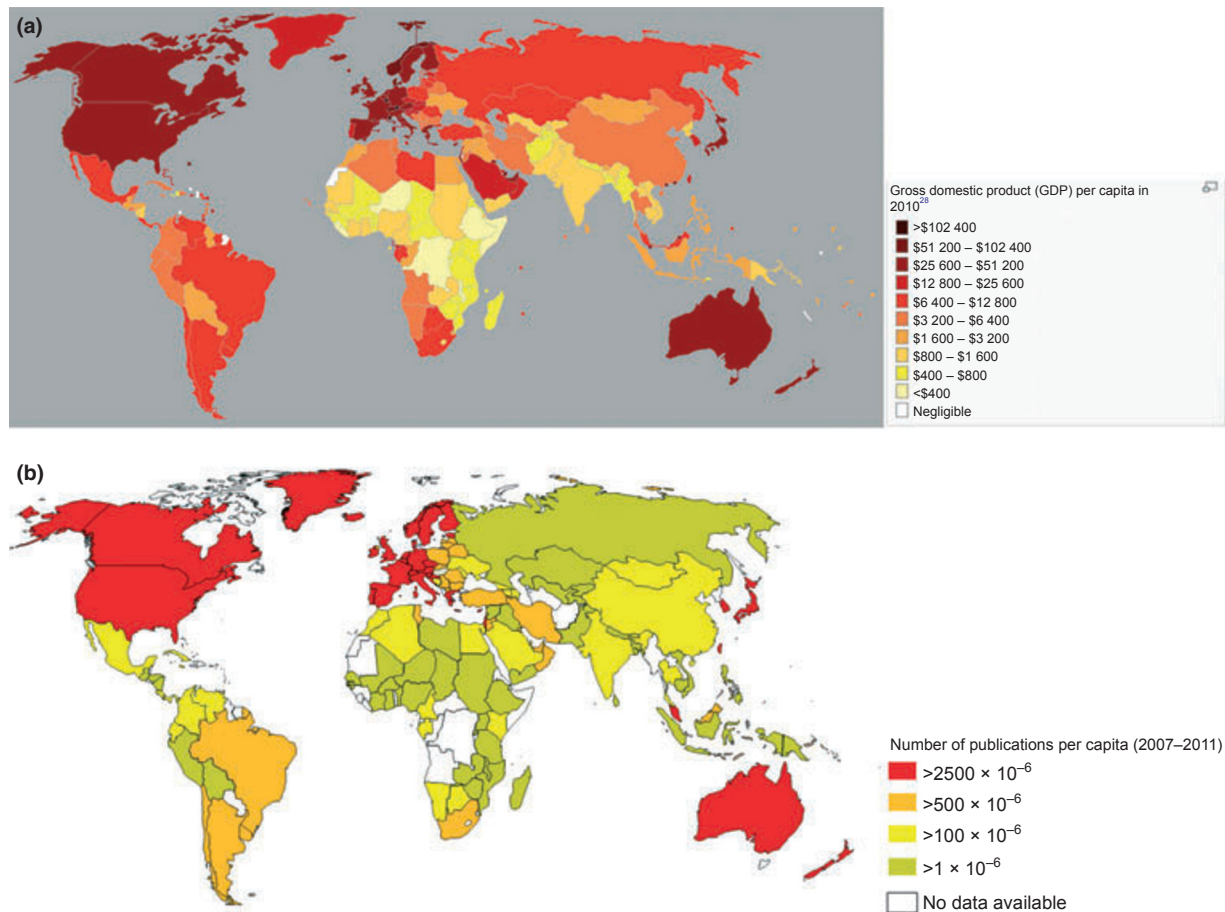 (a)
Gross domestic product (GDP) per capita in
2010²⁸
>$102 400
$51 200 – $102 400
$25 600 – $51 200
$12 800 – $25 600
$6 400 – $12 800
$3 200 – $6 400
$1 600 – $3 200
$800 – $1 600
$400 – $800
<$400
Negligible
(b)
Number of publications per capita (2007–2011)
>2500 × 10⁻⁶
>500 × 10⁻⁶
>100 × 10⁻⁶
>1 × 10⁻⁶
No data available